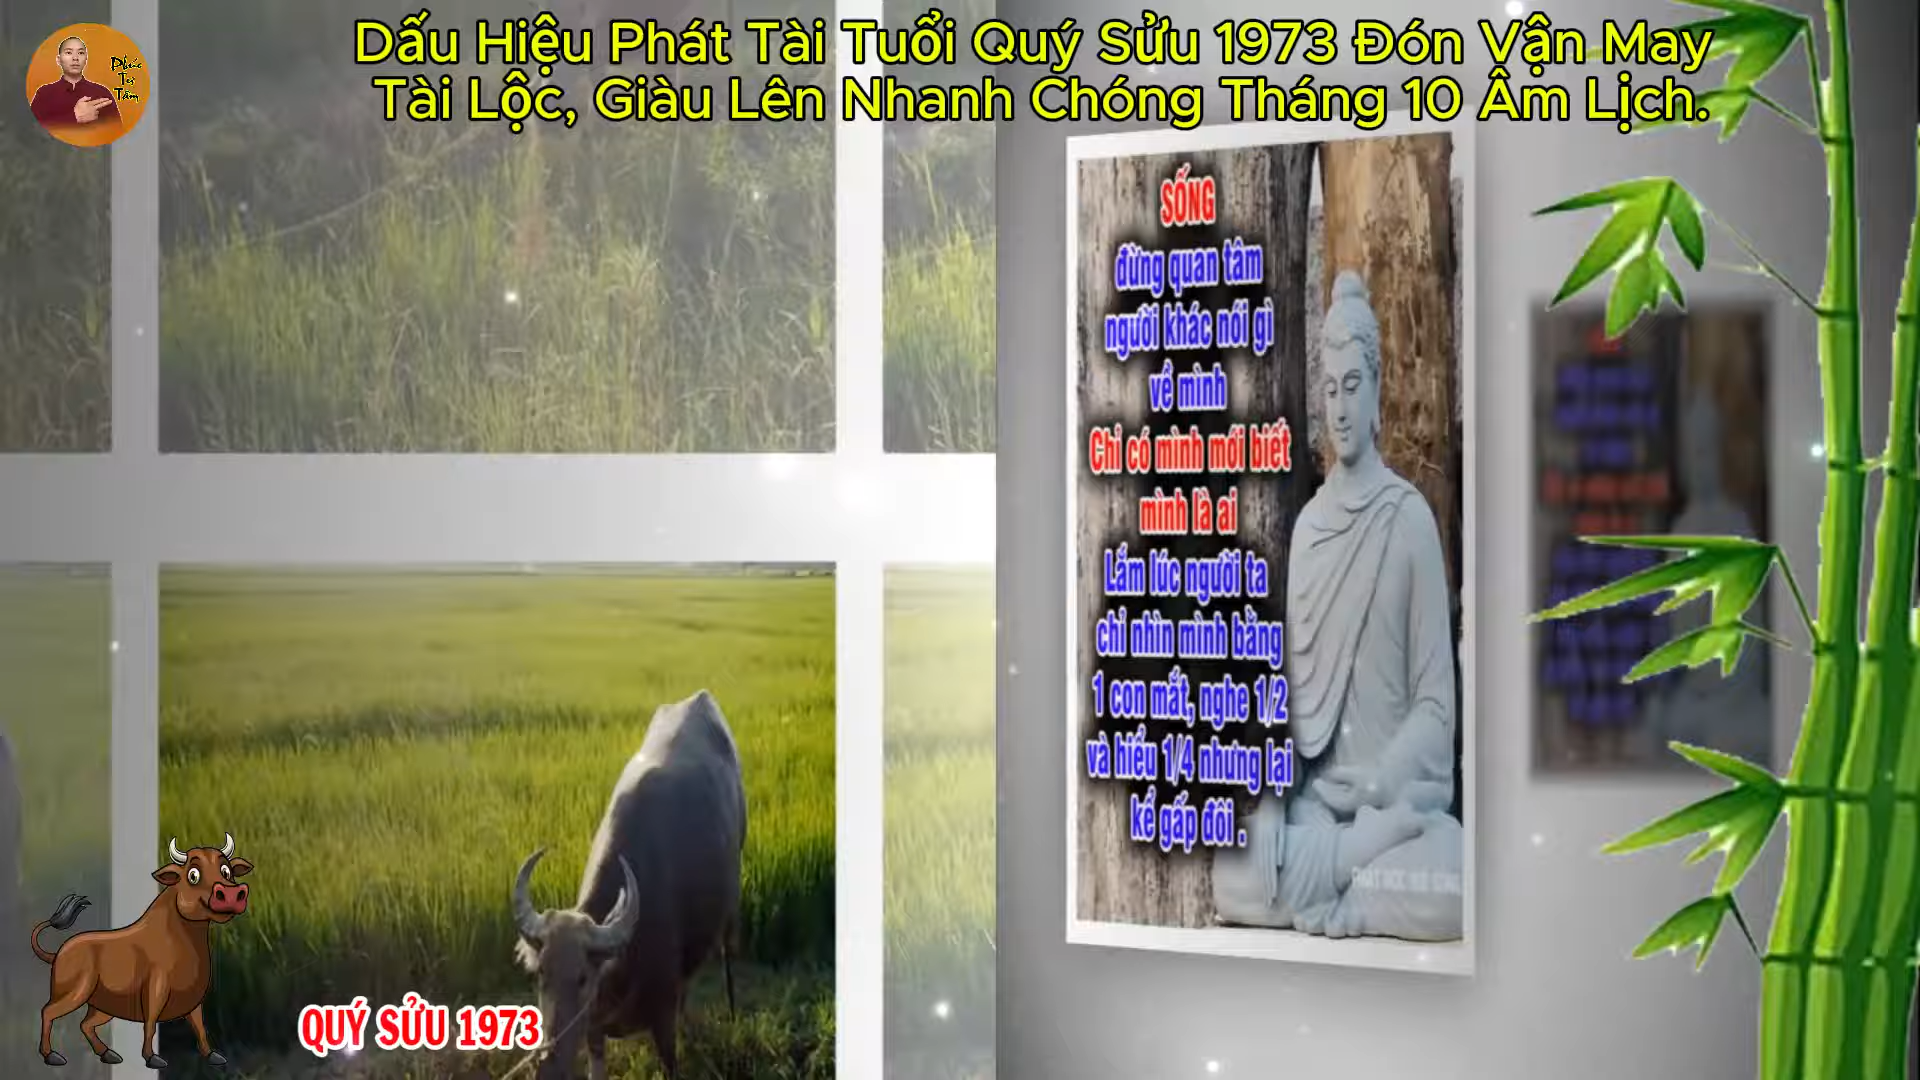 Dấu Hiệu Phát Tài Tuổi Quý Sửu 1973 Đón Vận May
Tài Lộc, Giàu Lên Nhanh Chóng Tháng 10 Âm Lịch.
Phúc
Tư
Tâm
SỐNG
đừng quan tâm
người khác nói gì
về mình
Chỉ có mình mới biết
mình là ai
Lắm lúc người ta
chỉ nhìn mình bằng
1 con mắt, nghe 1/2
và hiểu 1/4 nhưng lại
kể gấp đôi .
QUÝ SỬU 1973